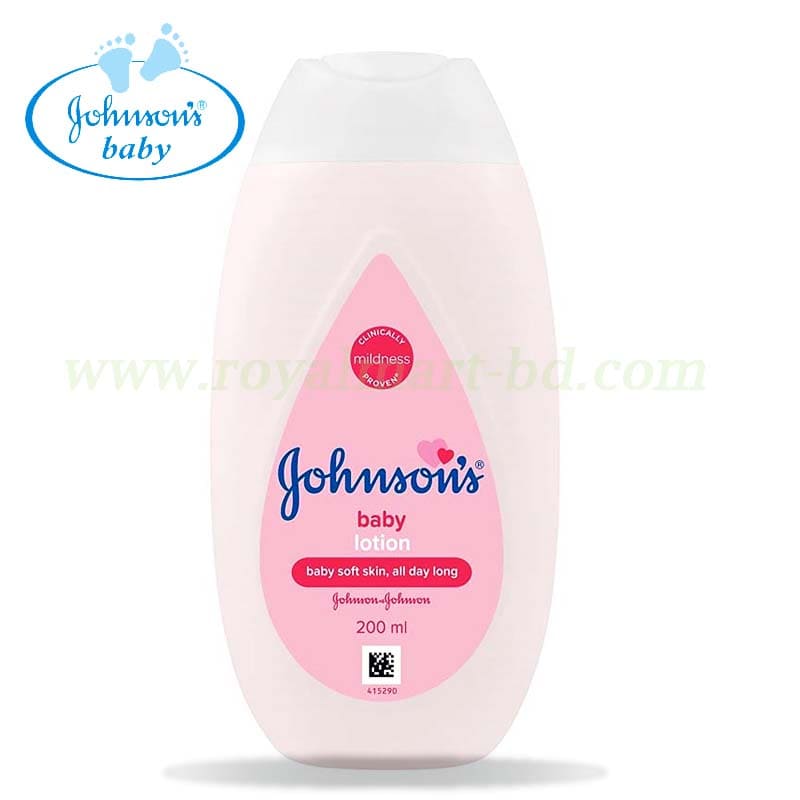 Johnson's®
baby
CLINICALLY
mildness
PROVEN®
www.royalmart-bd.com
Johnson's®
baby
lotion
baby soft skin, all day long
Johnson & Johnson
200 ml
415290